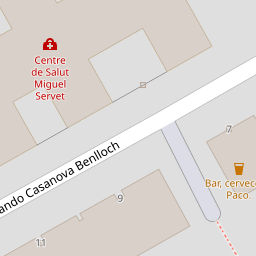 Centre
de Salut
Miguel
Servet
7
Bar, cervec
Paco.
ando Casanova Benlloch
9
11